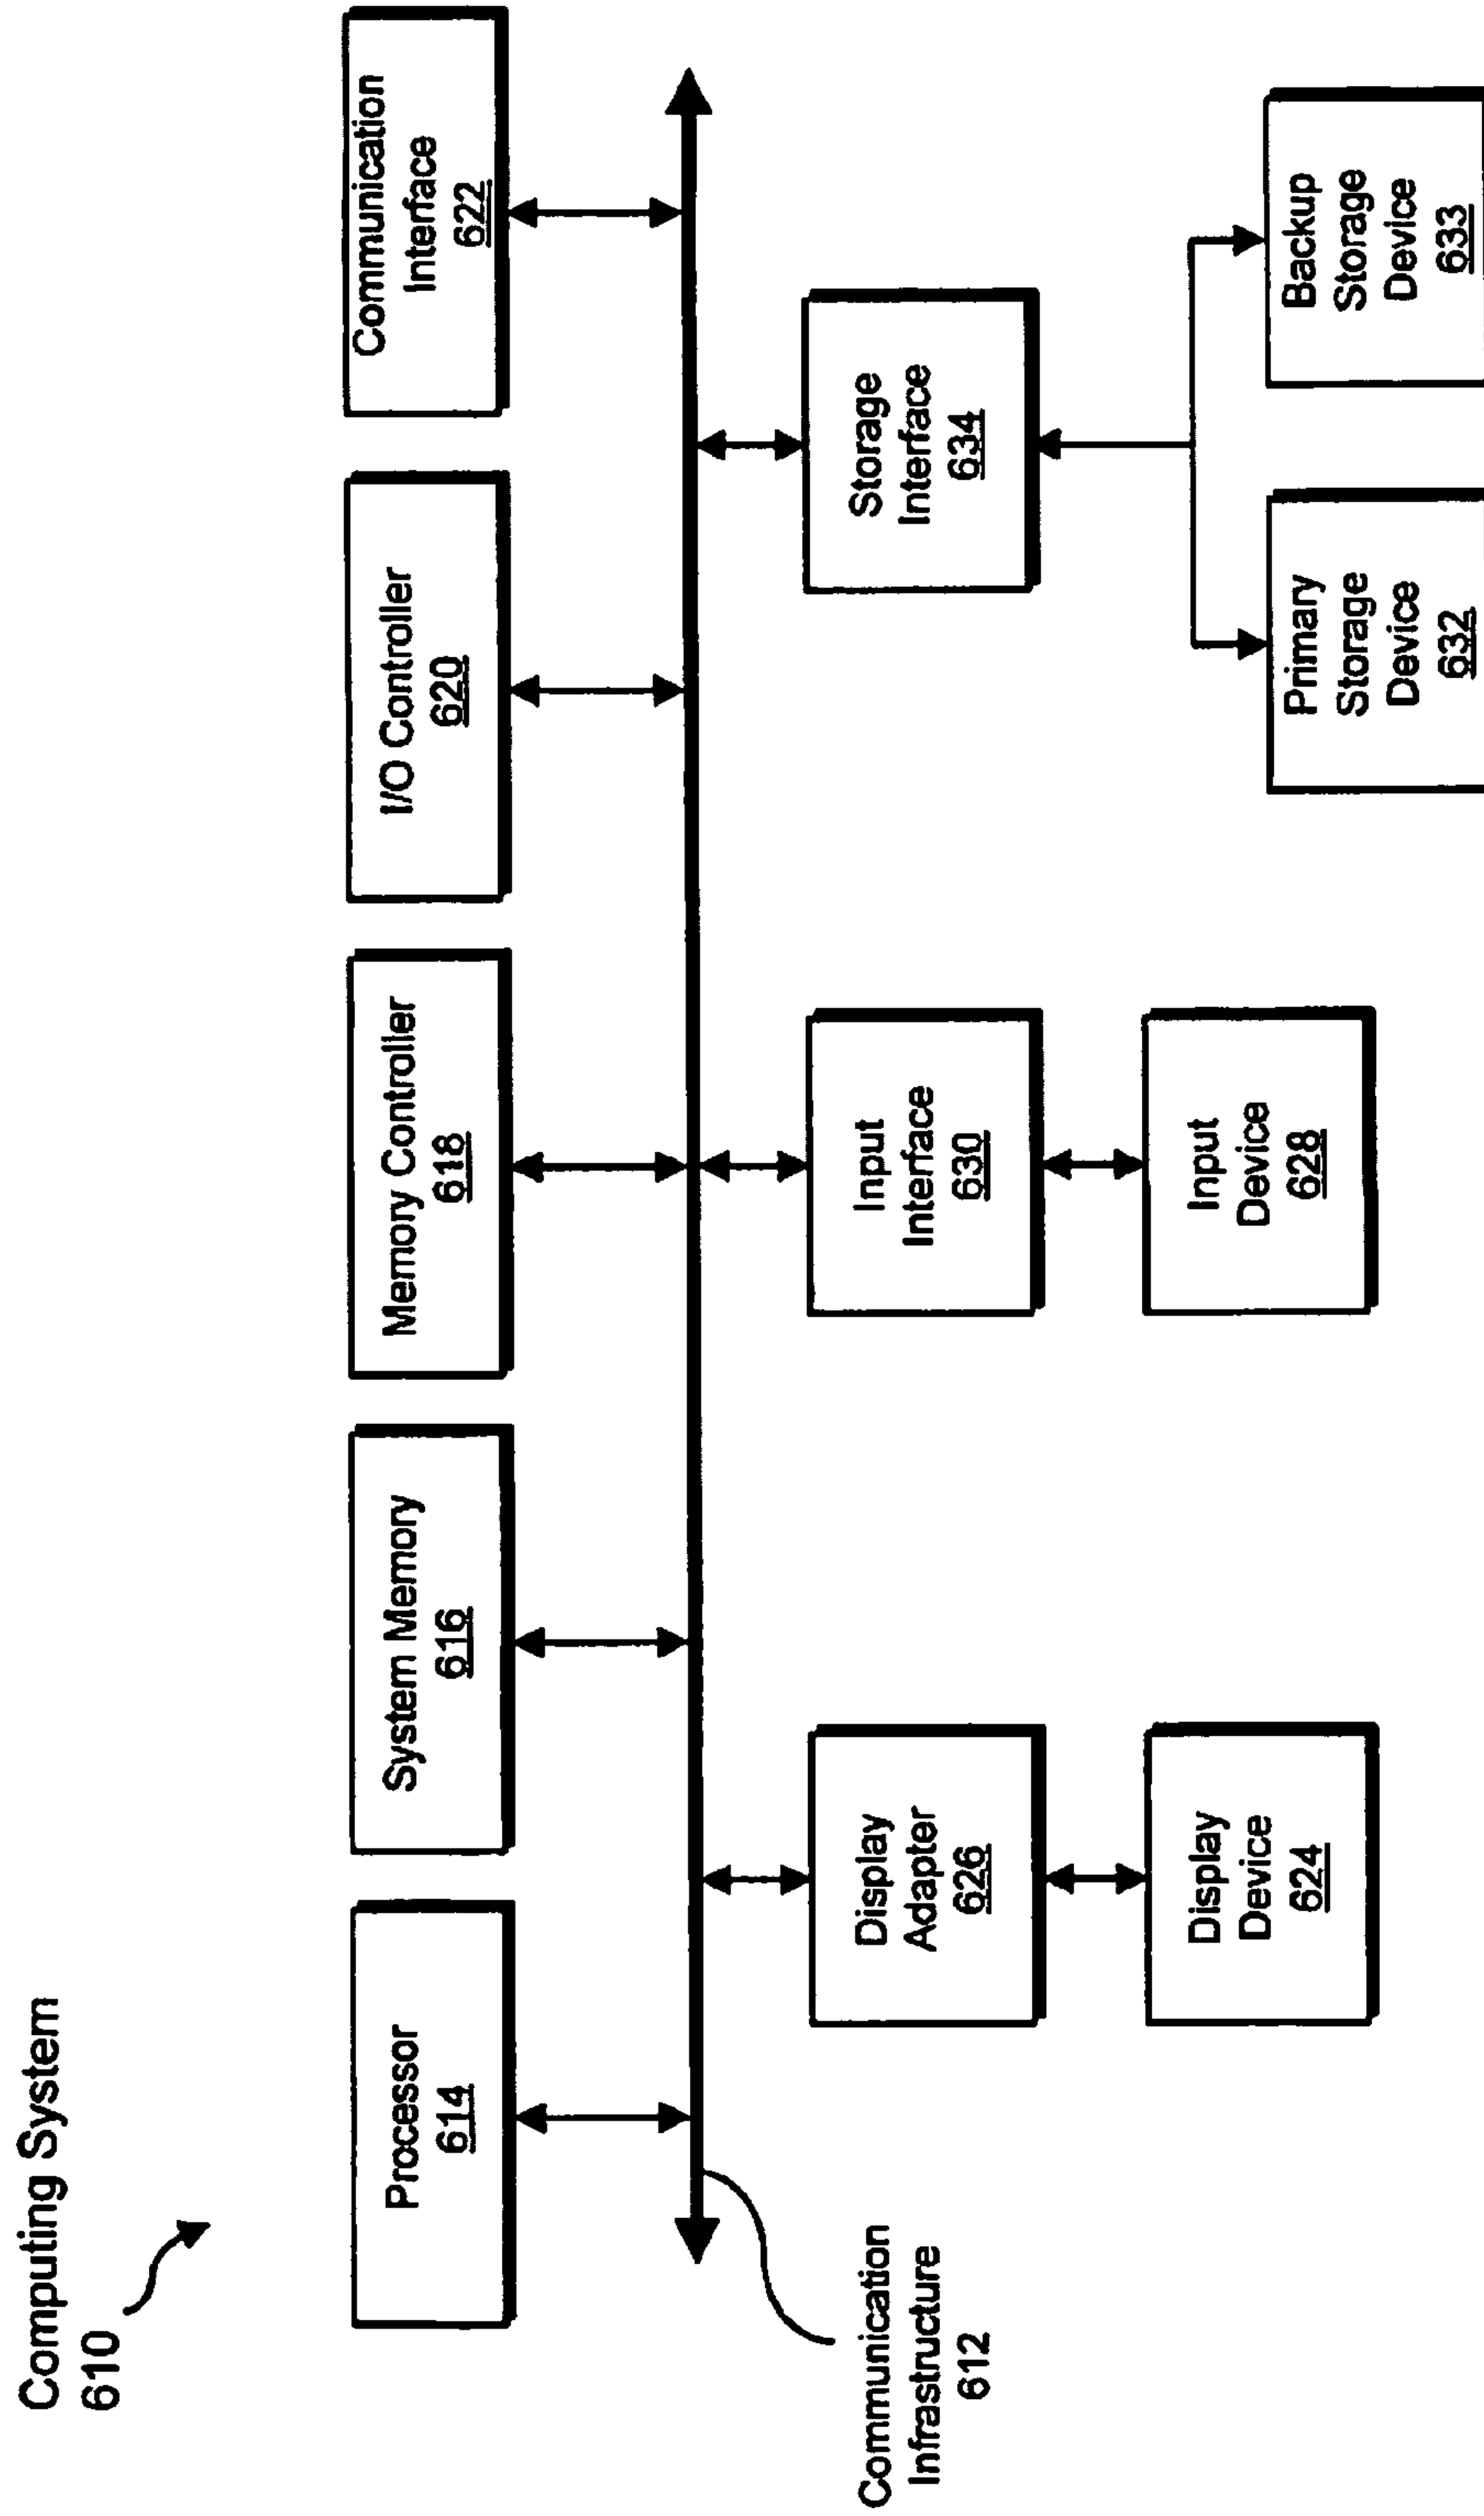 Computing System
610
Processor
614
System Memory
616
Memory Controller
618
I/O Controller
620
Communication
Interface
622
Communication
Infrastructure
612
Display
Adapter
626
Input
Interface
630
Storage
Interface
634
Display
Device
624
Input
Device
628
Primary
Storage
Device
632
Backup
Storage
Device
633